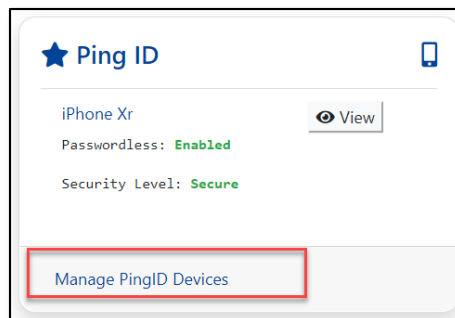 Ping ID
iPhone Xr
View
Passwordless: Enabled
Security Level: Secure
Manage PingID Devices